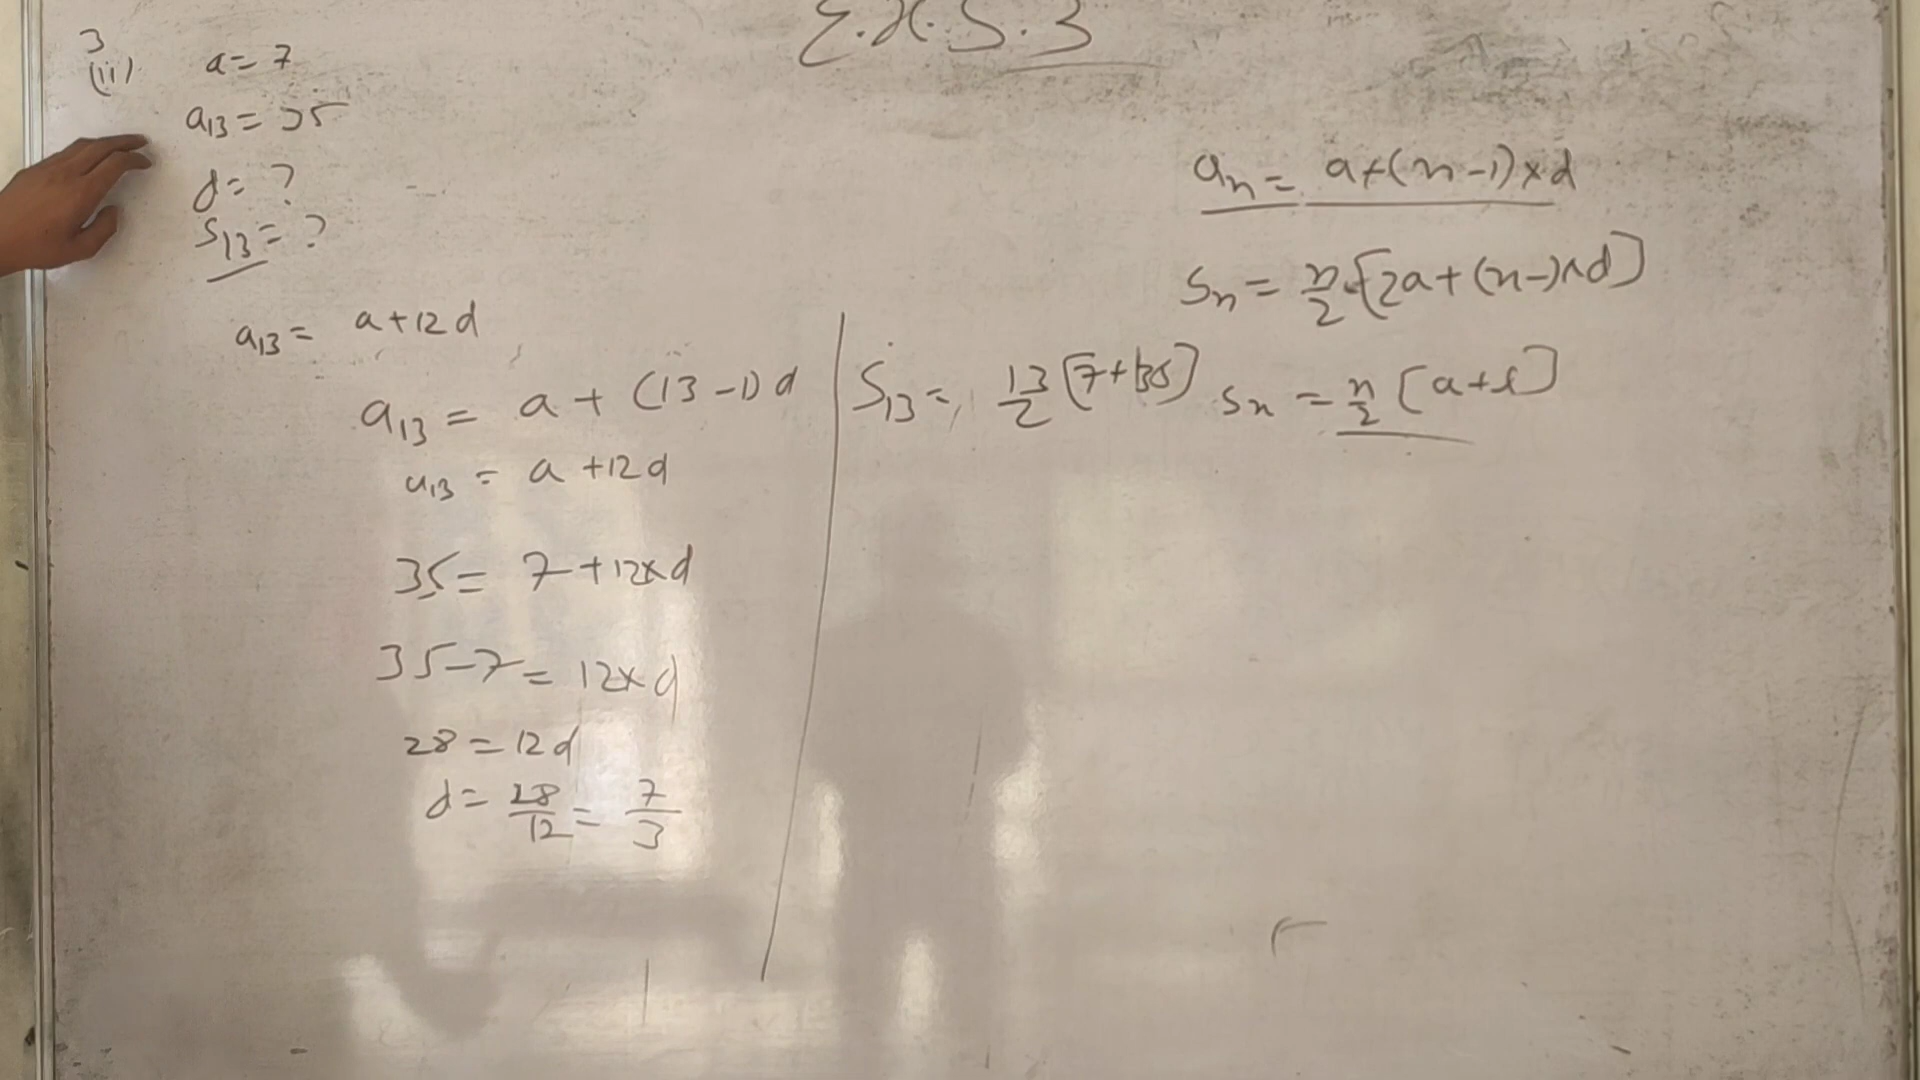 Ex. 5.3
3
(ii) a = 7
a13 = 35
d = ?
S13 = ?
a13 = a + 12d
a13 = a + (13 - 1) d
a13 = a + 12d
35 = 7 + 12 x d
35 - 7 = 12 x d
28 = 12d
d = 28/12 = 7/3
an = a + (n - 1) x d
Sn = n/2 [2a + (n - ) x d]
S13 = 13/2 [7 + 35]
Sn = n/2 [a + l]